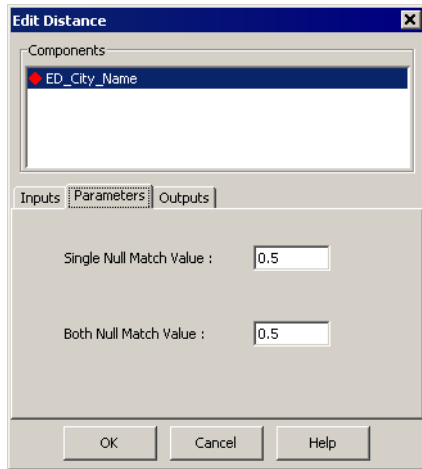 Edit Distance
Components
ED_City_Name
Inputs Parameters Outputs
Single Null Match Value : 0.5
Both Null Match Value : 0.5
OK Cancel Help